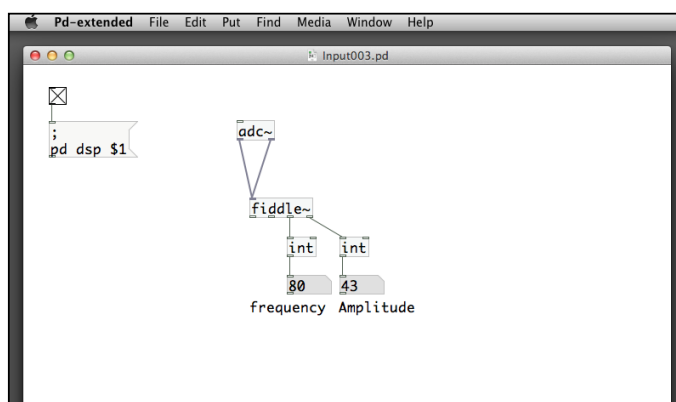 Pd-extended File Edit Put Find Media Window Help
Input003.pd
;
pd dsp $1
adc~
fiddle~
int int
80 43
frequency Amplitude